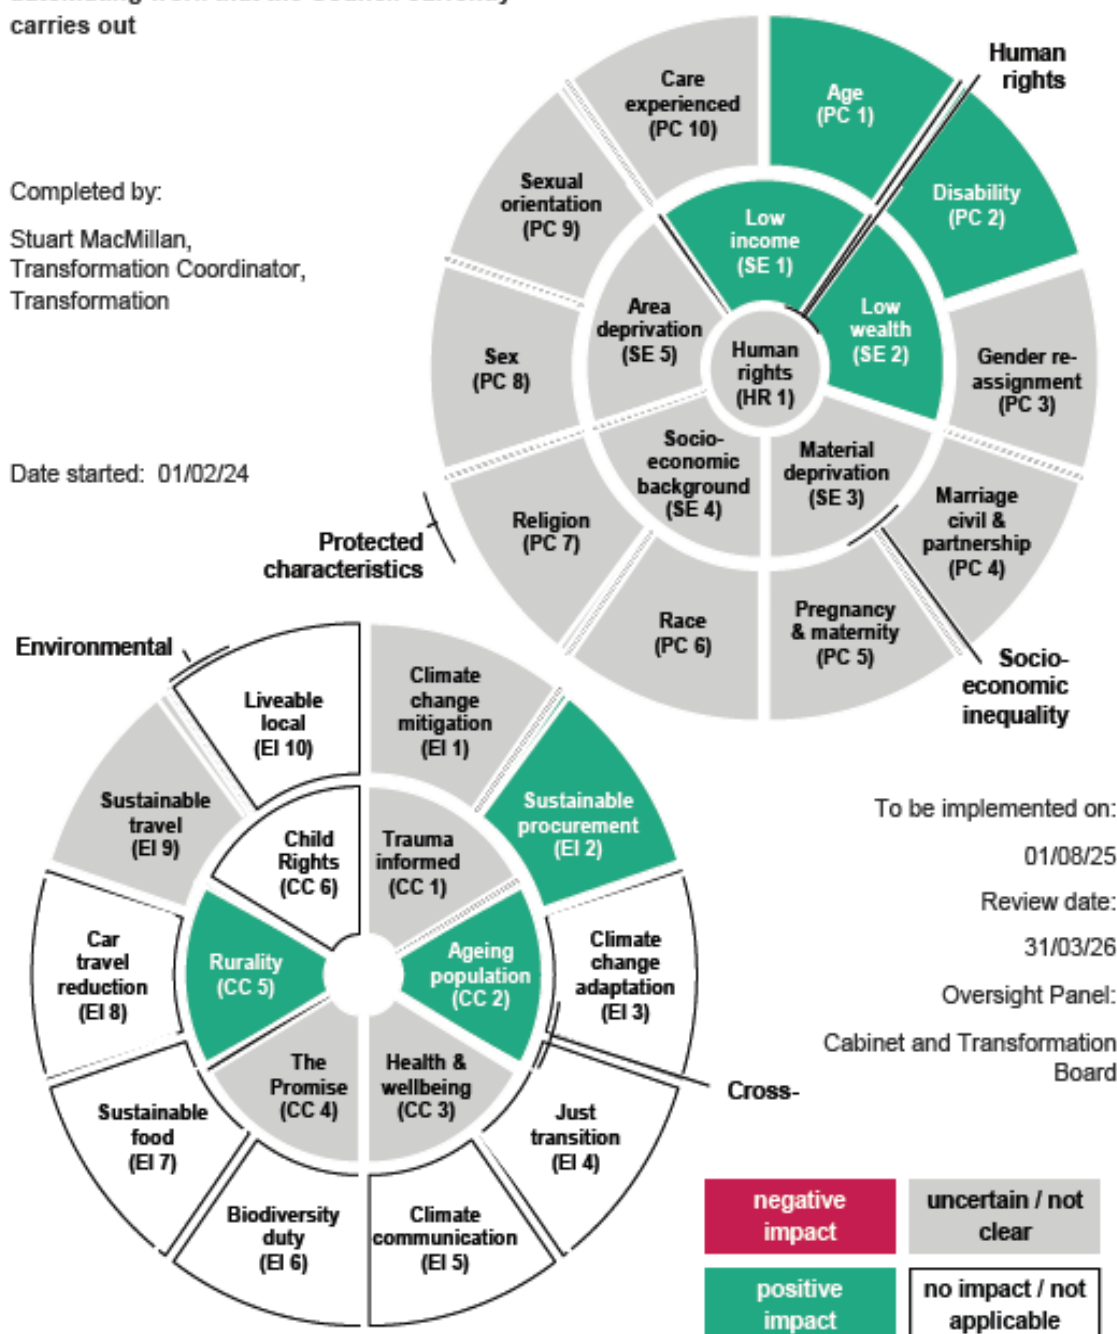 carries out
Completed by:
Stuart MacMillan,
Transformation Coordinator,
Transformation
Date started: 01/02/24
Human
rights
Care
experienced
(PC 10)
Age
(PC 1)
Disability
(PC 2)
Sexual
orientation
(PC 9)
Low
income
(SE 1)
Area
deprivation
(SE 5)
Low
wealth
(SE 2)
Sex
(PC 8)
Human
rights
(HR 1)
Gender re-
assignment
(PC 3)
Socio-
economic
background
(SE 4)
Material
deprivation
(SE 3)
Religion
(PC 7)
Marriage
civil &
partnership
(PC 4)
Protected
characteristics
Race
(PC 6)
Pregnancy
& maternity
(PC 5)
Socio-
economic
inequality
Environmental
Liveable
local
(EI 10)
Climate
change
mitigation
(EI 1)
Sustainable
travel
(EI 9)
Child
Rights
(CC 6)
Trauma
informed
(CC 1)
Sustainable
procurement
(EI 2)
Car
travel
reduction
(EI 8)
Rurality
(CC 5)
Ageing
population
(CC 2)
Climate
change
adaptation
(EI 3)
The
Promise
(CC 4)
Health &
wellbeing
(CC 3)
Cross-
Sustainable
food
(EI 7)
Just
transition
(EI 4)
Biodiversity
duty
(EI 6)
Climate
communication
(EI 5)
To be implemented on:
01/08/25
Review date:
31/03/26
Oversight Panel:
Cabinet and Transformation
Board
negative
impact
uncertain / not
clear
positive
impact
no impact / not
applicable